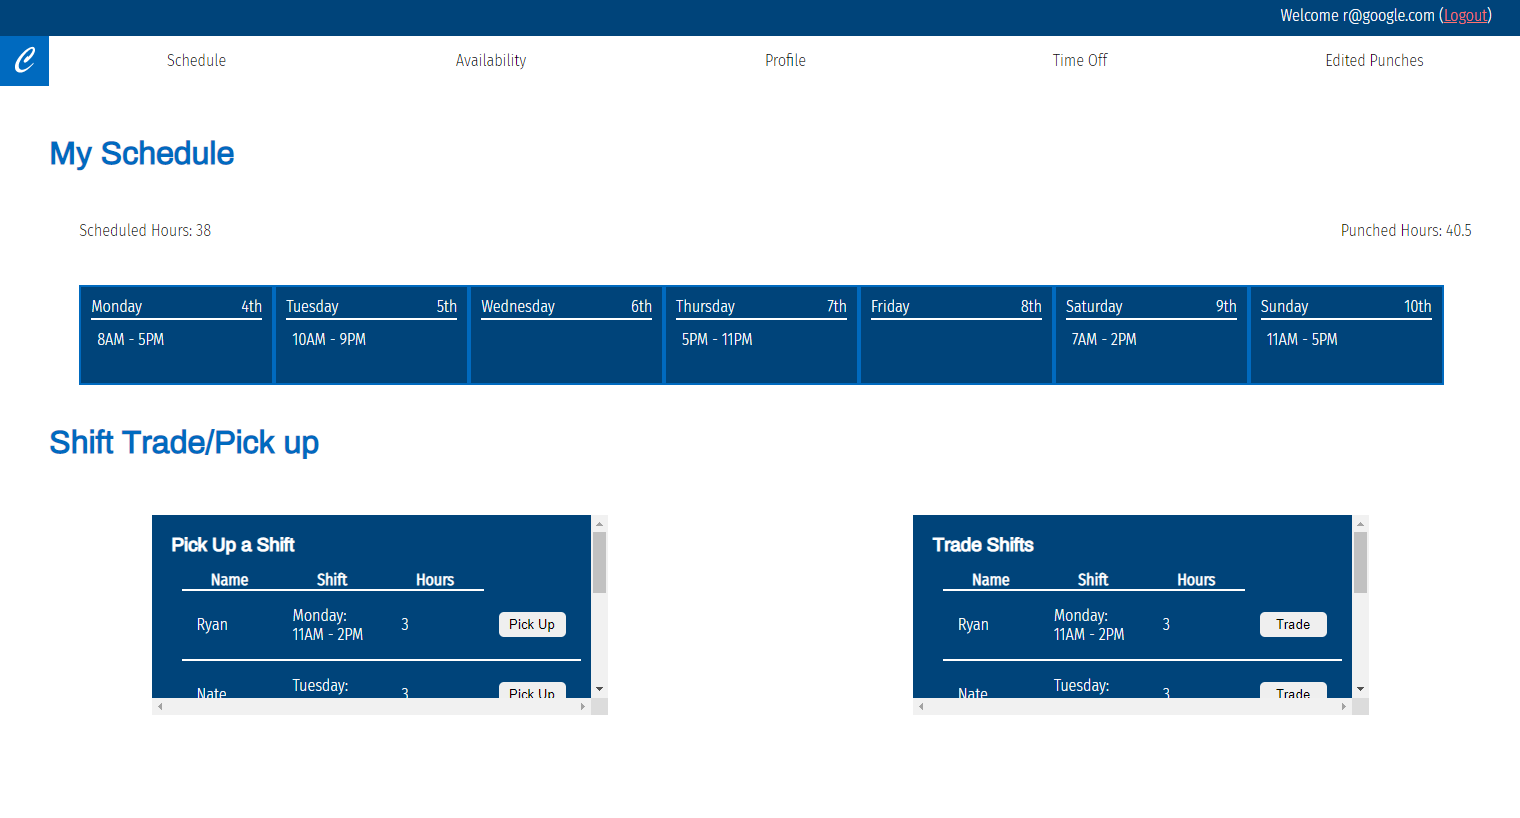 Welcome r@google.com (Logout)
C
Schedule Availability Profile Time Off Edited Punches
My Schedule
Scheduled Hours: 38 Punched Hours: 40.5
Monday 4th Tuesday 5th Wednesday 6th Thursday 7th Friday 8th Saturday 9th Sunday 10th
8AM - 5PM 10AM - 9PM 5PM - 11PM 7AM - 2PM 11AM - 5PM
Shift Trade/Pick up
Pick Up a Shift
Name Shift Hours
Ryan Monday: 11AM - 2PM 3 Pick Up
Nate Tuesday: 3 Pick Up
Trade Shifts
Name Shift Hours
Ryan Monday: 11AM - 2PM 3 Trade
Nate Tuesday: 3 Trade